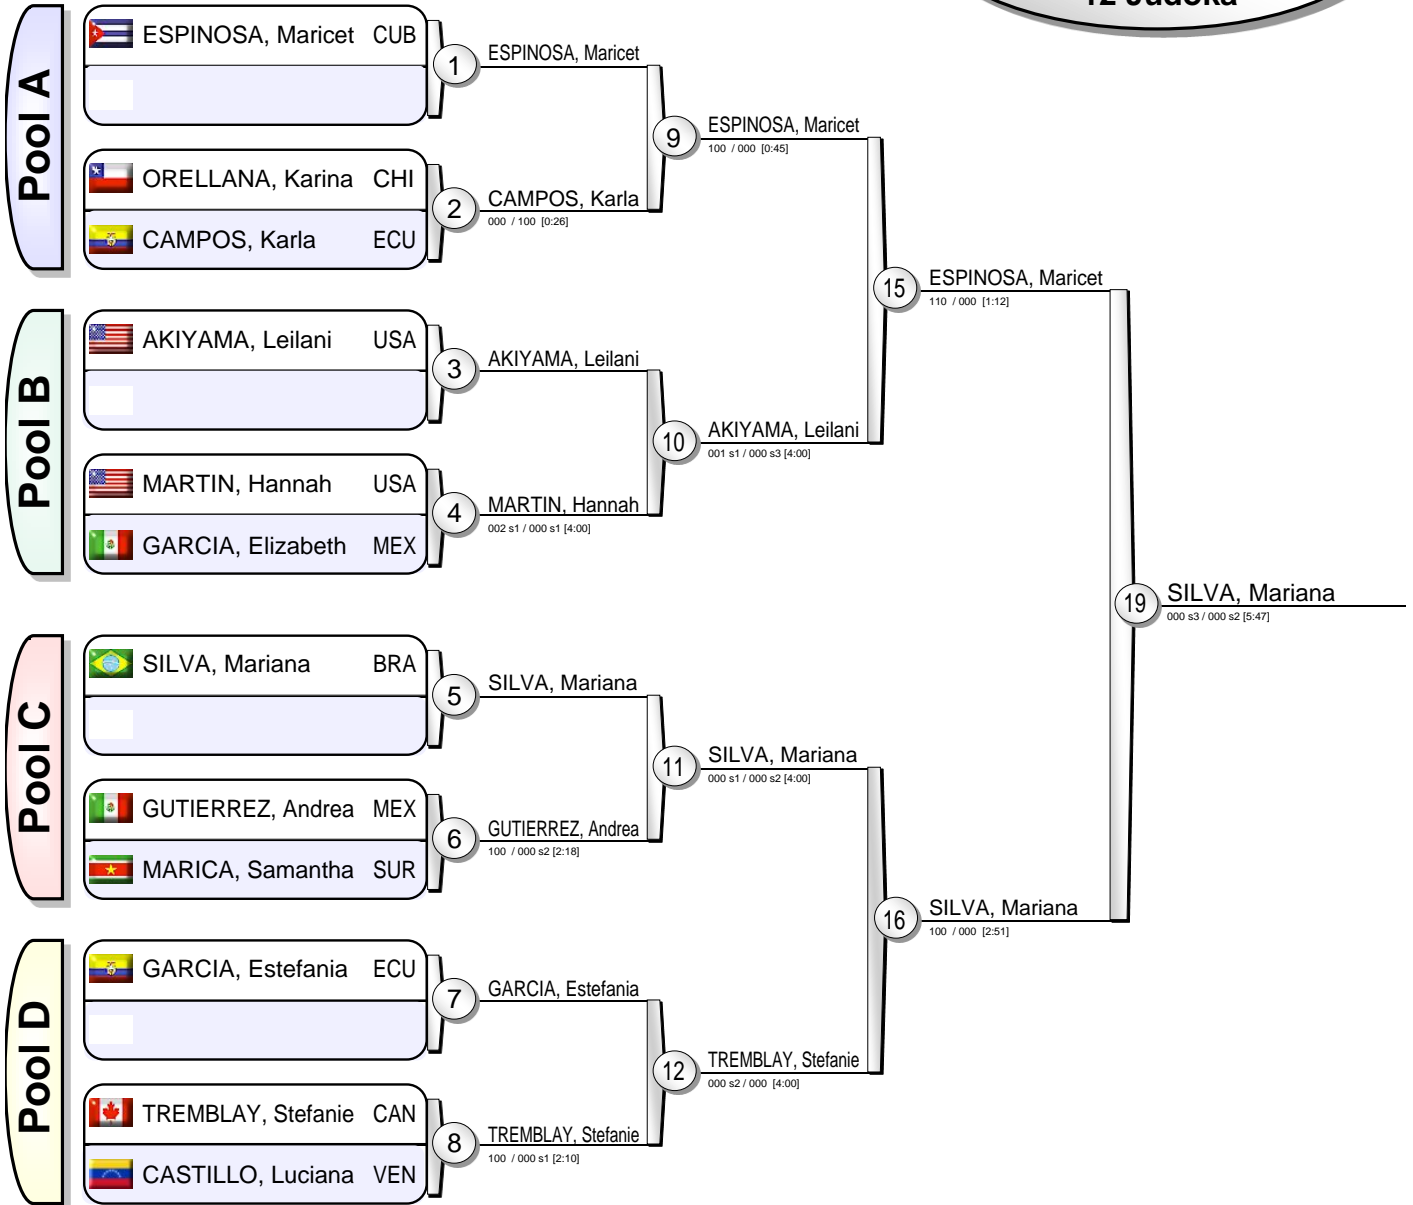 12 Judoka
Pool A
ESPINOSA, Maricet CUB
1
ESPINOSA, Maricet
ORELLANA, Karina CHI
CAMPOS, Karla ECU
2
CAMPOS, Karla
000 / 100 [0:26]
9
ESPINOSA, Maricet
100 / 000 [0:45]
Pool B
AKIYAMA, Leilani USA
3
AKIYAMA, Leilani
MARTIN, Hannah USA
GARCIA, Elizabeth MEX
4
MARTIN, Hannah
002 s1 / 000 s1 [4:00]
10
AKIYAMA, Leilani
001 s1 / 000 s3 [4:00]
15
ESPINOSA, Maricet
110 / 000 [1:12]
Pool C
SILVA, Mariana BRA
5
SILVA, Mariana
GUTIERREZ, Andrea MEX
MARICA, Samantha SUR
6
GUTIERREZ, Andrea
100 / 000 s2 [2:18]
11
SILVA, Mariana
000 s1 / 000 s2 [4:00]
Pool D
GARCIA, Estefania ECU
7
GARCIA, Estefania
TREMBLAY, Stefanie CAN
CASTILLO, Luciana VEN
8
TREMBLAY, Stefanie
100 / 000 s1 [2:10]
12
TREMBLAY, Stefanie
000 s2 / 000 [4:00]
16
SILVA, Mariana
100 / 000 [2:51]
19
SILVA, Mariana
000 s3 / 000 s2 [5:47]